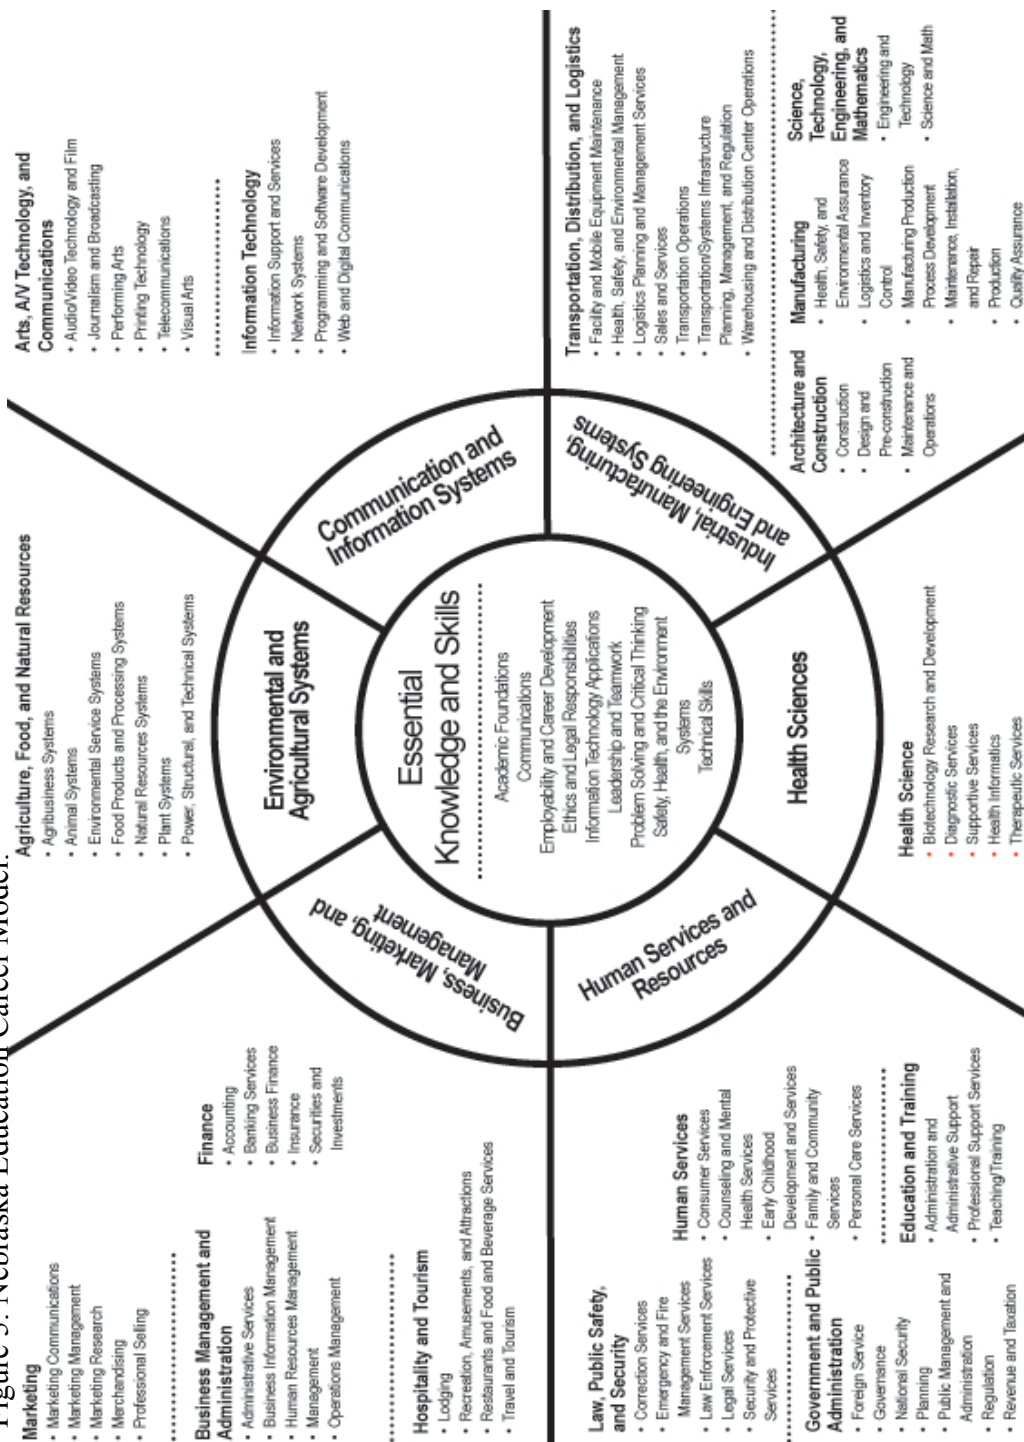 Figure 5. Nebraska Education Career Model.
Marketing
• Marketing Communications
• Marketing Management
• Marketing Research
• Merchandising
• Professional Selling
Business Management and
Administration
• Administrative Services
• Business Information Management
• Human Resources Management
• Management
• Operations Management
Finance
• Accounting
• Banking Services
• Business Finance
• Insurance
• Securities and
Investments
Hospitality and Tourism
• Lodging
• Recreation, Amusements, and Attractions
• Restaurants and Food and Beverage Services
• Travel and Tourism
Agriculture, Food, and Natural Resources
• Agribusiness Systems
• Animal Systems
• Environmental Service Systems
• Food Products and Processing Systems
• Natural Resources Systems
• Plant Systems
• Power, Structural, and Technical Systems
Arts, A/V Technology, and
Communications
• Audio/Video Technology and Film
• Journalism and Broadcasting
• Performing Arts
• Printing Technology
• Telecommunications
• Visual Arts
Information Technology
• Information Support and Services
• Network Systems
• Programming and Software Development
• Web and Digital Communications
Business, Marketing, and
Management
Environmental and
Agricultural Systems
Communication and
Information Systems
Essential
Knowledge and Skills
Academic Foundations
Communications
Employability and Career Development
Ethics and Legal Responsibilities
Information Technology Applications
Leadership and Teamwork
Problem Solving and Critical Thinking
Safety, Health, and the Environment
Systems
Technical Skills
Human Services and
Resources
Health Sciences
Industrial, Manufacturing,
and Engineering Systems
Law, Public Safety,
and Security
• Correction Services
• Emergency and Fire
Management Services
• Law Enforcement Services
• Legal Services
• Security and Protective
Services
Human Services
• Consumer Services
• Counseling and Mental
Health Services
• Early Childhood
Development and Services
• Family and Community
Services
• Personal Care Services
Government and Public
Administration
• Foreign Service
• Governance
• National Security
• Planning
• Public Management and
Administration
• Regulation
• Revenue and Taxation
Education and Training
• Administration and
Administrative Support
• Professional Support Services
• Teaching/Training
Health Science
• Biotechnology Research and Development
• Diagnostic Services
• Supportive Services
• Health Informatics
• Therapeutic Services
Transportation, Distribution, and Logistics
• Facility and Mobile Equipment Maintenance
• Health, Safety, and Environmental Management
• Logistics Planning and Management Services
• Sales and Services
• Transportation Operations
• Transportation/Systems Infrastructure
Planning, Management, and Regulation
• Warehousing and Distribution Center Operations
Architecture and
Construction
• Construction
• Design and
Pre-construction
• Maintenance and
Operations
Manufacturing
• Health, Safety, and
Environmental Assurance
• Logistics and Inventory
Control
• Manufacturing Production
Process Development
• Maintenance, Installation,
and Repair
• Production
• Quality Assurance
Science,
Technology,
Engineering, and
Mathematics
• Engineering and
Technology
• Science and Math